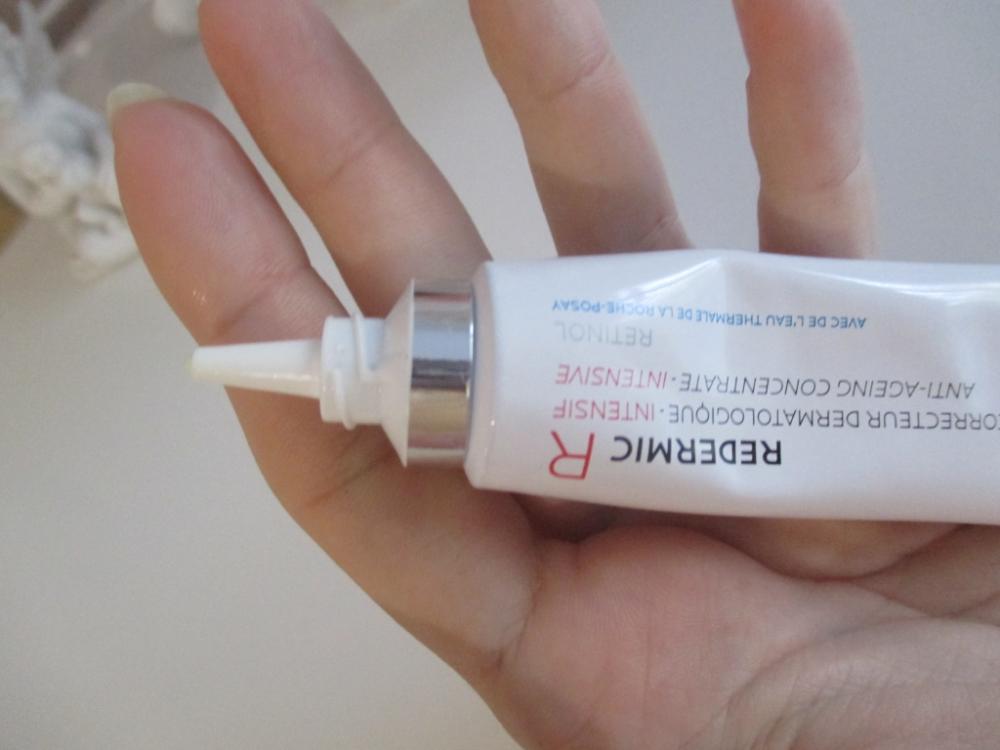 REDERMIC R
CORRECTEUR DERMATOLOGIQUE · INTENSIF
ANTI-AGEING CONCENTRATE · INTENSIVE
RETINOL
AVEC DE L'EAU THERMALE DE LA ROCHE-POSAY